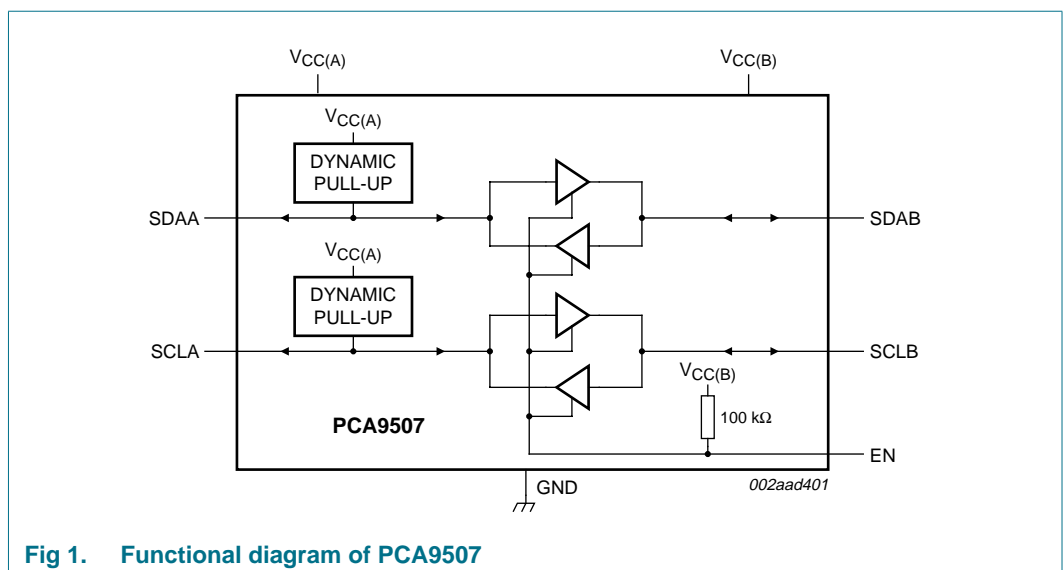 VCC(A)
VCC(B)
VCC(A)
DYNAMIC
PULL-UP
SDAA
SDAB
VCC(A)
DYNAMIC
PULL-UP
SCLA
SCLB
VCC(B)
100 kΩ
PCA9507
EN
GND
002aad401
Fig 1. Functional diagram of PCA9507